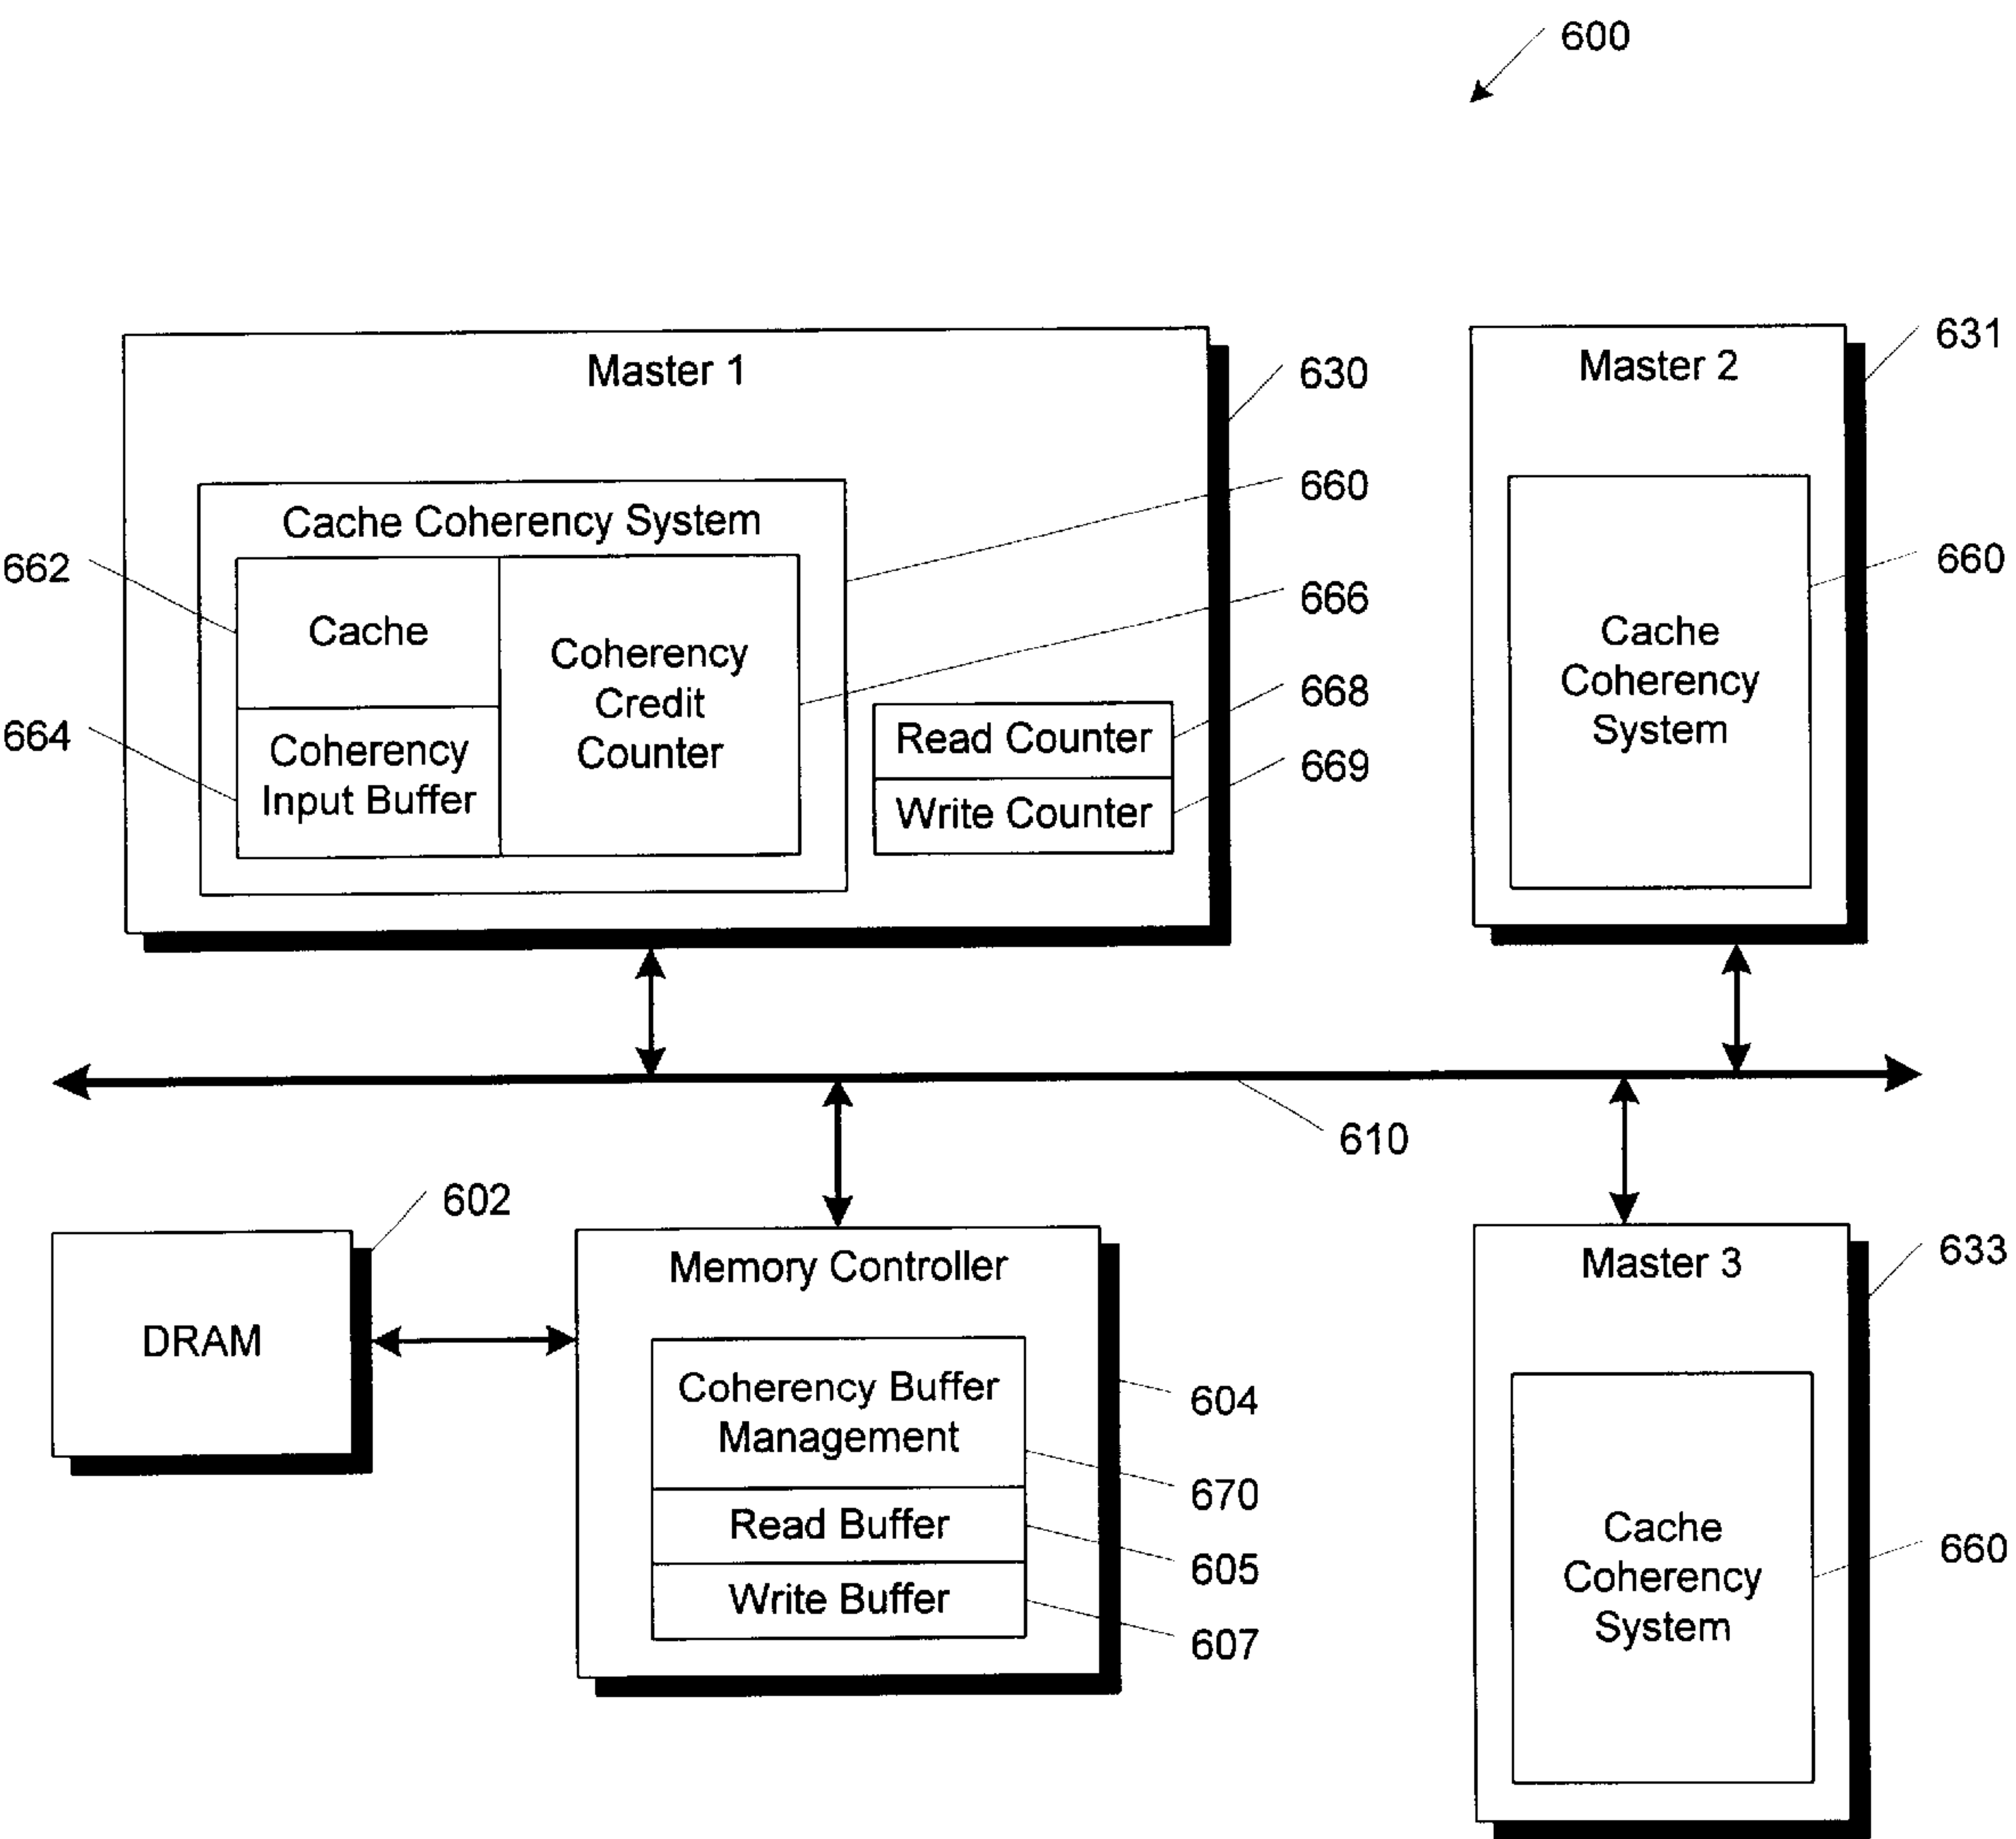 600
Master 1
630
Master 2
631
Cache Coherency System
660
662
Cache
Coherency
Credit
Counter
666
664
Coherency
Input Buffer
Read Counter
668
Write Counter
669
Cache
Coherency
System
660
610
602
DRAM
Memory Controller
604
Coherency Buffer
Management
670
Read Buffer
605
Write Buffer
607
Master 3
633
Cache
Coherency
System
660